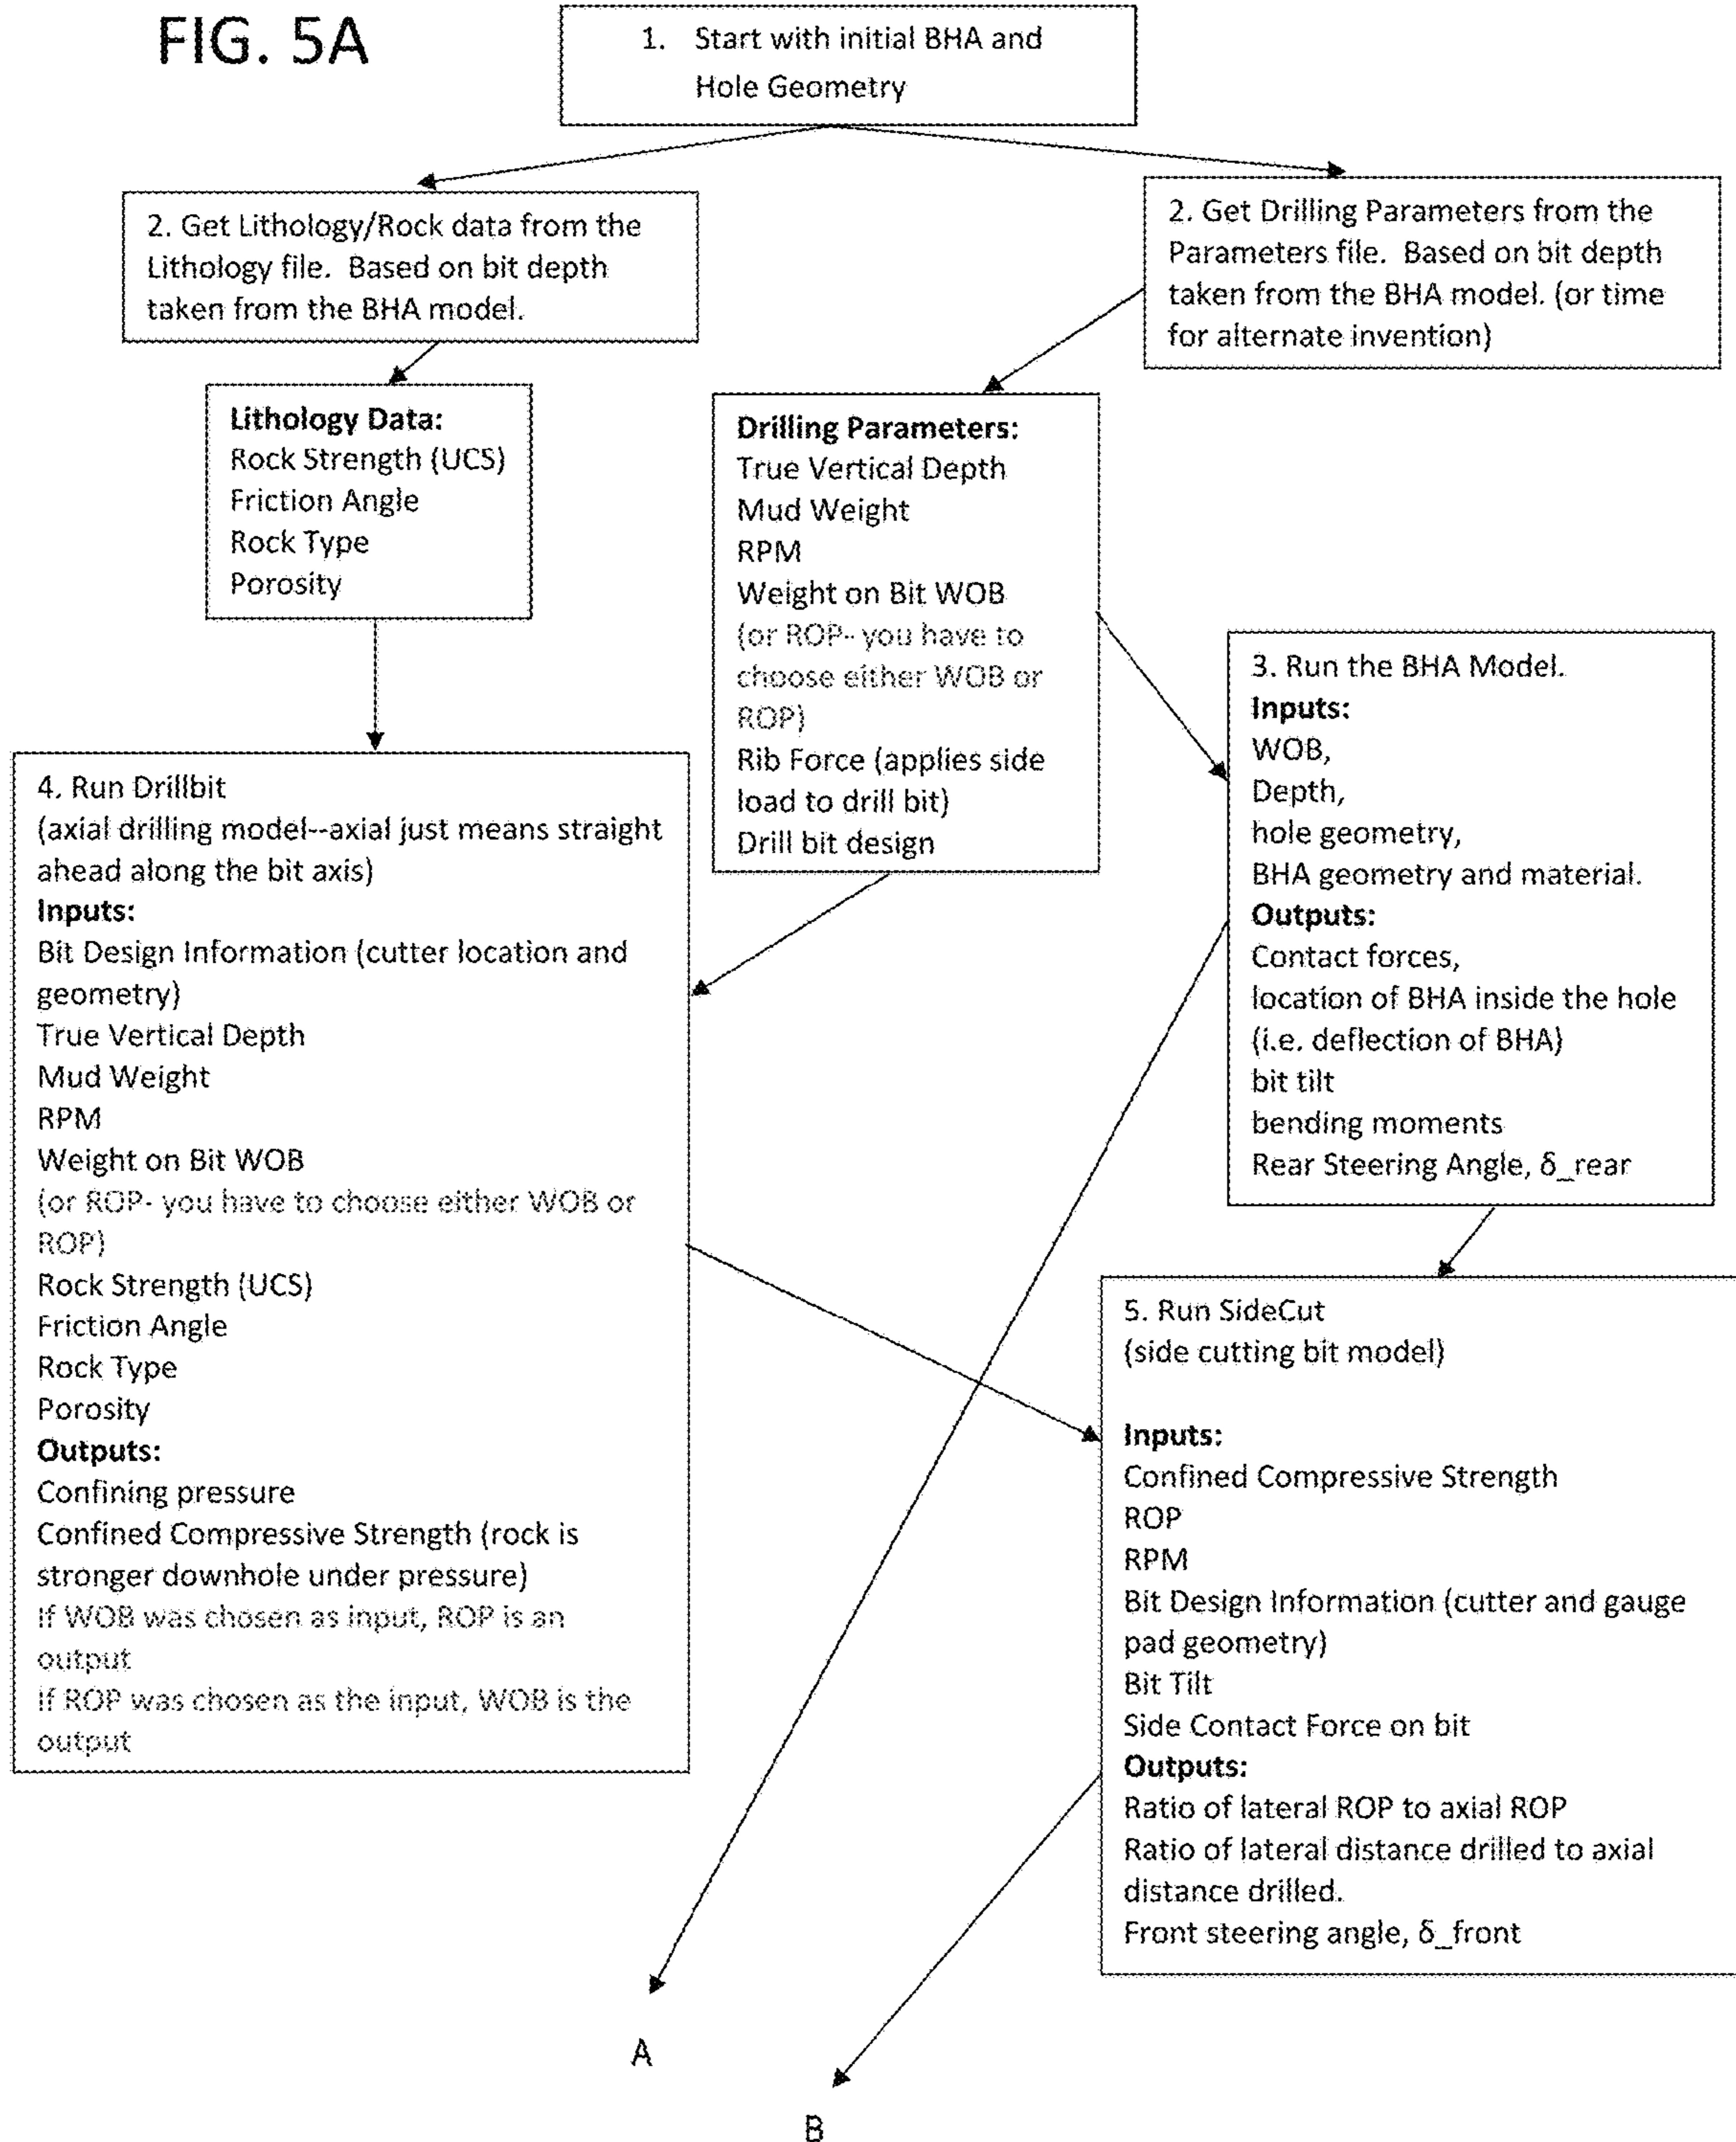 FIG. 5A
1. Start with initial BHA and
Hole Geometry
2. Get Lithology/Rock data from the
Lithology file. Based on bit depth
taken from the BHA model.
2. Get Drilling Parameters from the
Parameters file. Based on bit depth
taken from the BHA model. (or time
for alternate invention)
Lithology Data:
Rock Strength (UCS)
Friction Angle
Rock Type
Porosity
Drilling Parameters:
True Vertical Depth
Mud Weight
RPM
Weight on Bit WOB
(or ROP- you have to
choose either WOB or
ROP)
Rib Force (applies side
load to drill bit)
Drill bit design
3. Run the BHA Model.
Inputs:
WOB,
Depth,
hole geometry,
BHA geometry and material.
Outputs:
Contact forces,
location of BHA inside the hole
(i.e. deflection of BHA)
bit tilt
bending moments
Rear Steering Angle, δ_rear
4. Run Drillbit
(axial drilling model--axial just means straight
ahead along the bit axis)
Inputs:
Bit Design Information (cutter location and
geometry)
True Vertical Depth
Mud Weight
RPM
Weight on Bit WOB
(or ROP- you have to choose either WOB or
ROP)
Rock Strength (UCS)
Friction Angle
Rock Type
Porosity
Outputs:
Confining pressure
Confined Compressive Strength (rock is
stronger downhole under pressure)
If WOB was chosen as input, ROP is an
output
If ROP was chosen as the input, WOB is the
output
5. Run SideCut
(side cutting bit model)
Inputs:
Confined Compressive Strength
ROP
RPM
Bit Design Information (cutter and gauge
pad geometry)
Bit Tilt
Side Contact Force on bit
Outputs:
Ratio of lateral ROP to axial ROP
Ratio of lateral distance drilled to axial
distance drilled.
Front steering angle, δ_front
A
B